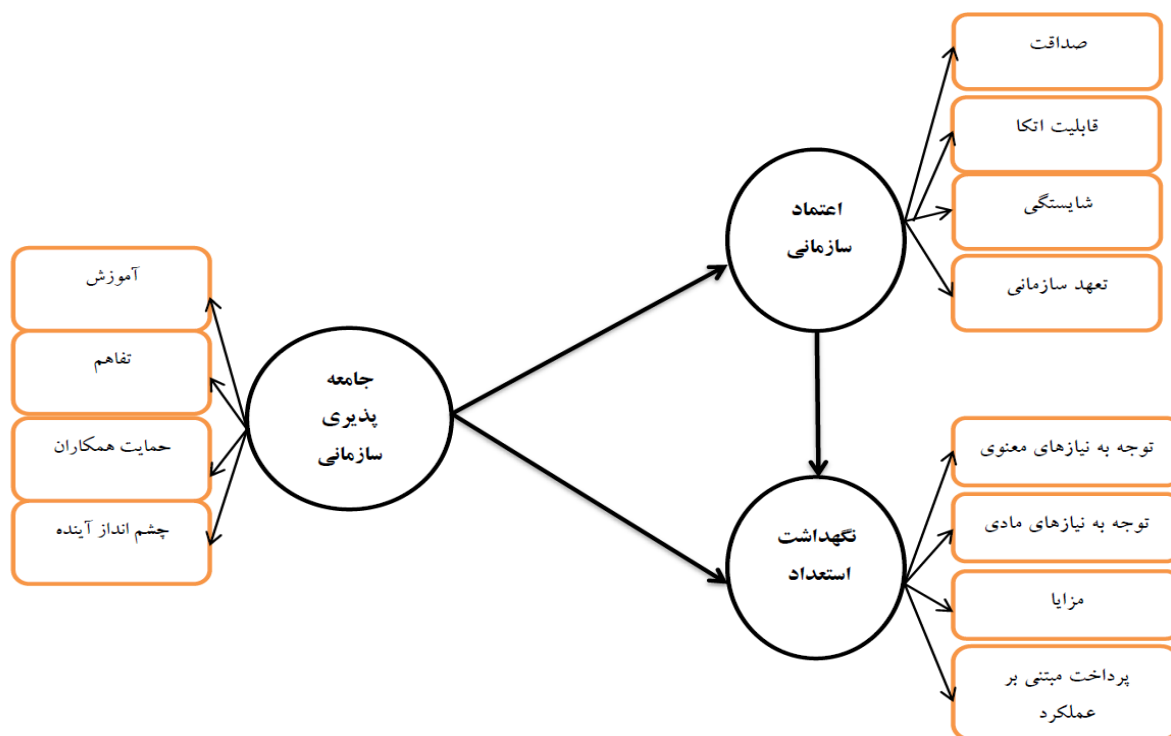 صداقت
قابلیت اتکا
شایستگی
تعهد سازمانی
اعتماد
سازمانی
آموزش
تفاهم
حمایت همکاران
چشم انداز آینده
جامعه
پذیری
سازمانی
نگهداشت
استعداد
توجه به نیازهای معنوی
توجه به نیازهای مادی
مزایا
پرداخت مبتنی بر
عملکرد